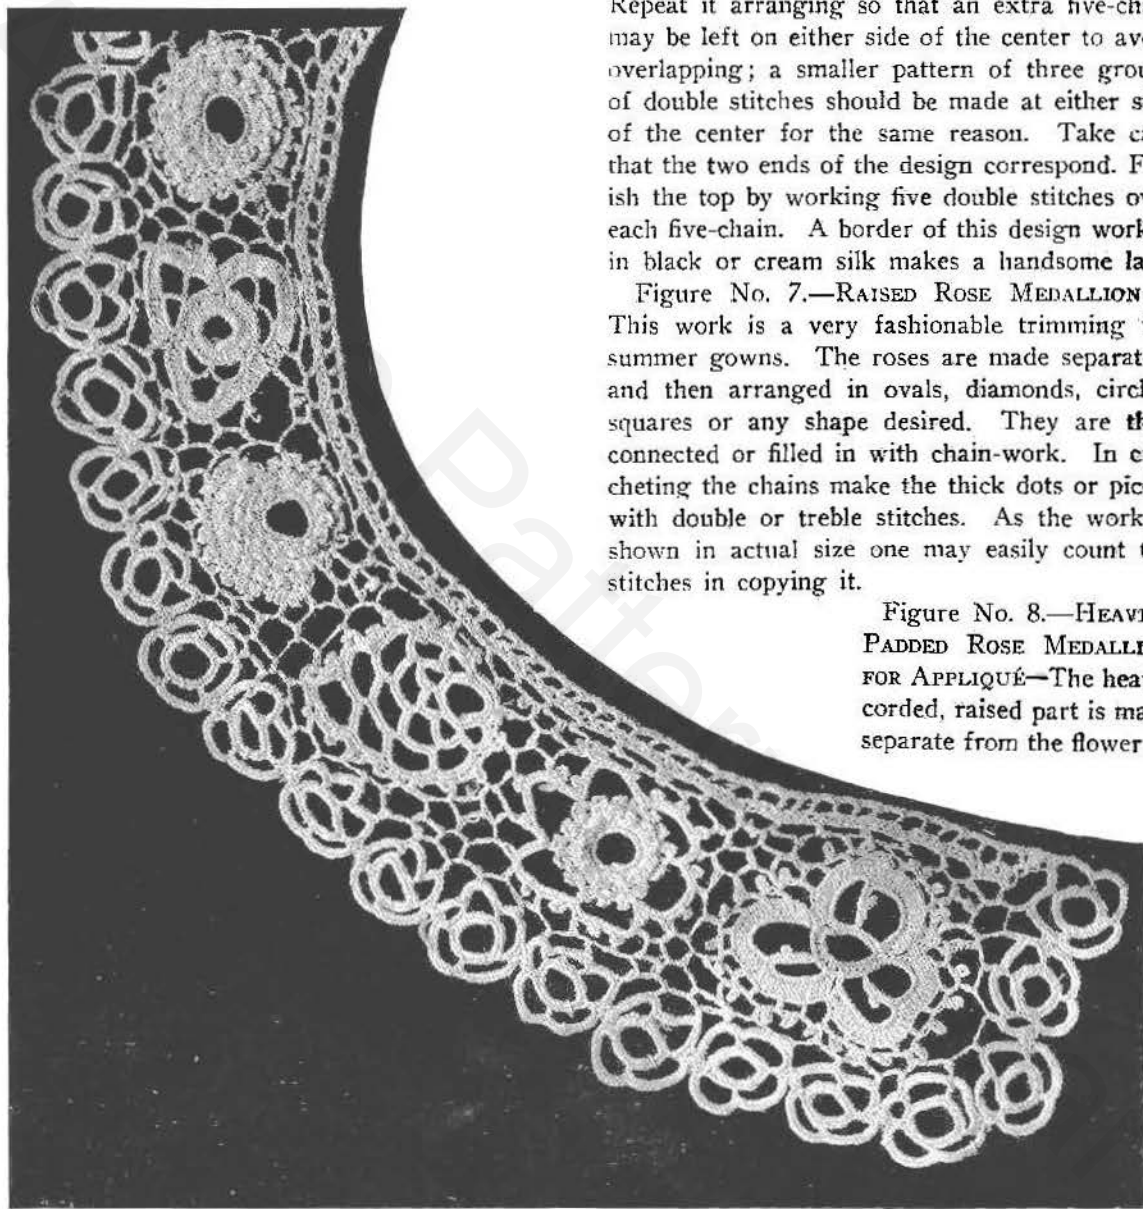 Repeat it arranging so that an extra five-cha
may be left on either side of the center to av
overlapping; a smaller pattern of three grou
of double stitches should be made at either s
of the center for the same reason. Take c
that the two ends of the design correspond. F
ish the top by working five double stitches ov
each five-chain. A border of this design work
in black or cream silk makes a handsome la
Figure No. 7.—RAISED ROSE MEDALLION
This work is a very fashionable trimming
summer gowns. The roses are made separat
and then arranged in ovals, diamonds, circl
squares or any shape desired. They are th
connected or filled in with chain-work. In c
cheting the chains make the thick dots or pic
with double or treble stitches. As the work
shown in actual size one may easily count t
stitches in copying it.
Figure No. 8.—HEAVI
PADDED ROSE MEDALLI
FOR APPLIQUÉ—The hea
corded, raised part is ma
separate from the flower
Pattern